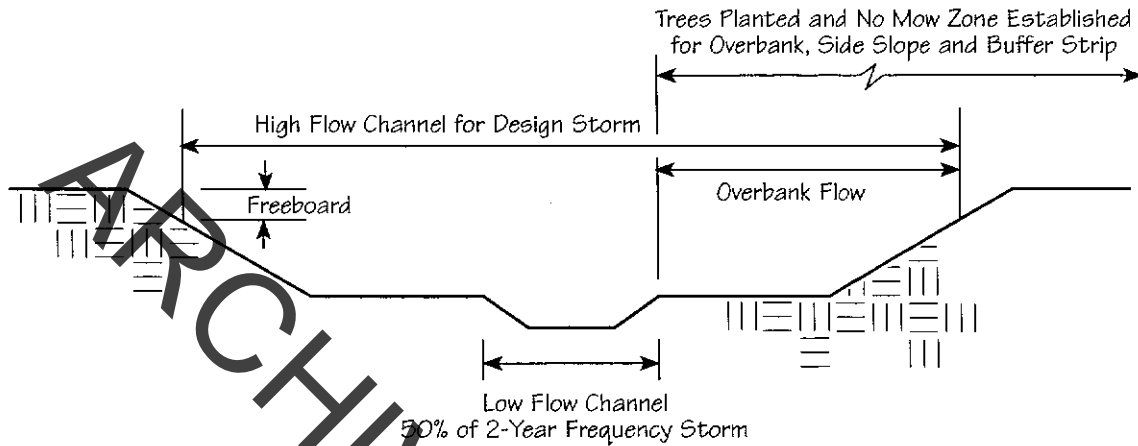 Trees Planted and No Mow Zone Established
for Overbank, Side Slope and Buffer Strip
High Flow Channel for Design Storm
Freeboard
Overbank Flow
Low Flow Channel
50% of 2-Year Frequency Storm
ARCHI